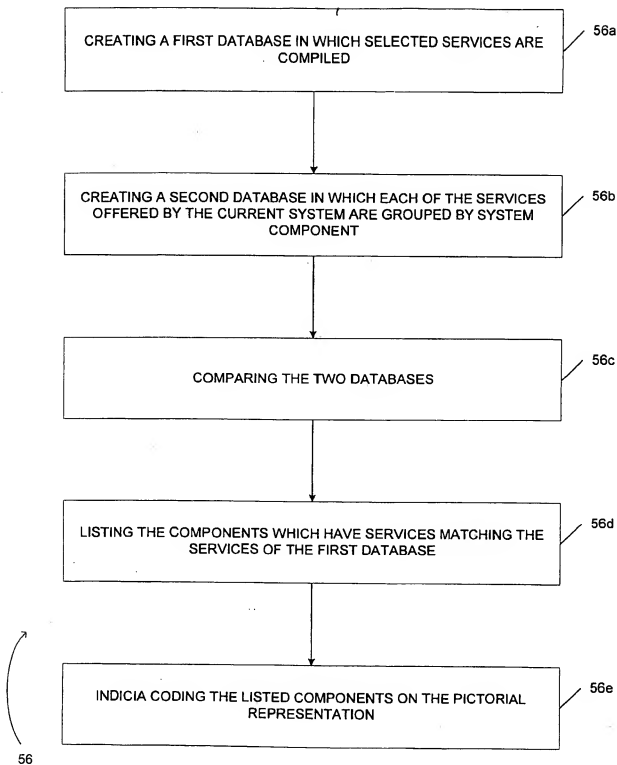 CREATING A FIRST DATABASE IN WHICH SELECTED SERVICES ARE
COMPILED
56a
CREATING A SECOND DATABASE IN WHICH EACH OF THE SERVICES
OFFERED BY THE CURRENT SYSTEM ARE GROUPED BY SYSTEM
COMPONENT
56b
COMPARING THE TWO DATABASES
56c
LISTING THE COMPONENTS WHICH HAVE SERVICES MATCHING THE
SERVICES OF THE FIRST DATABASE
56d
INDICIA CODING THE LISTED COMPONENTS ON THE PICTORIAL
REPRESENTATION
56e
56